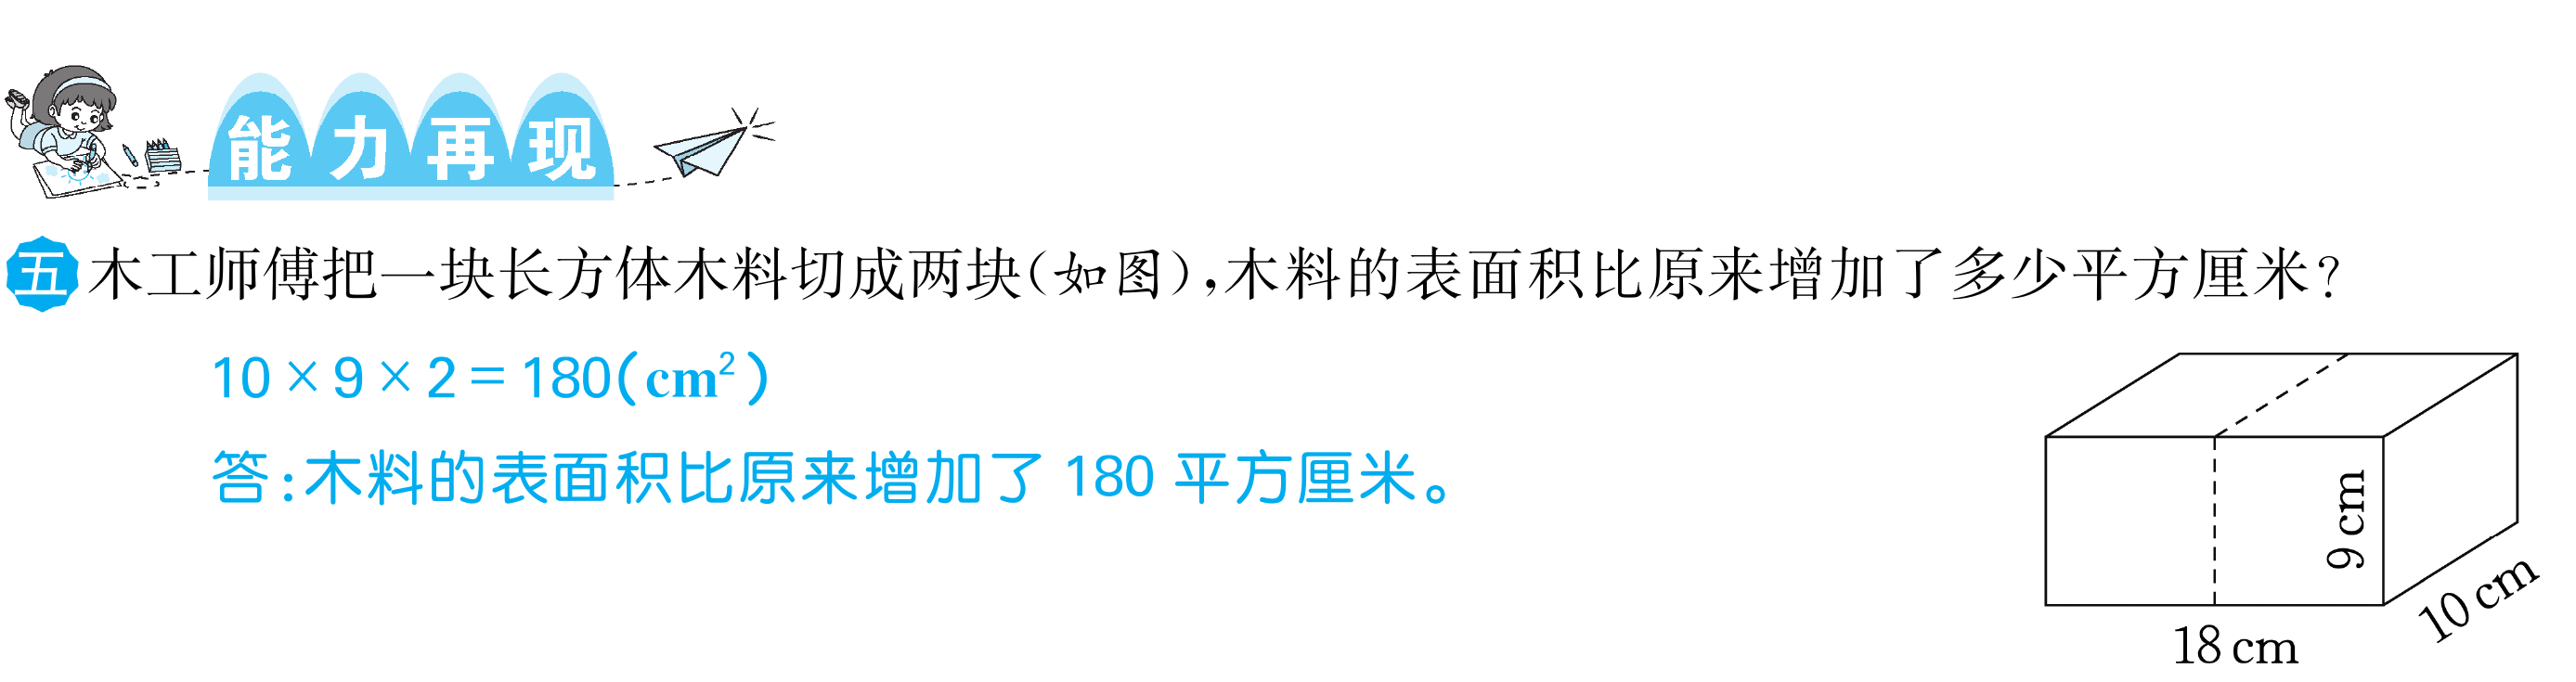 能力再现
五 木工师傅把一块长方体木料切成两块(如图),木料的表面积比原来增加了多少平方厘米?
10×9×2=180(cm²)
答:木料的表面积比原来增加了 180 平方厘米。
9 cm
10 cm
18 cm